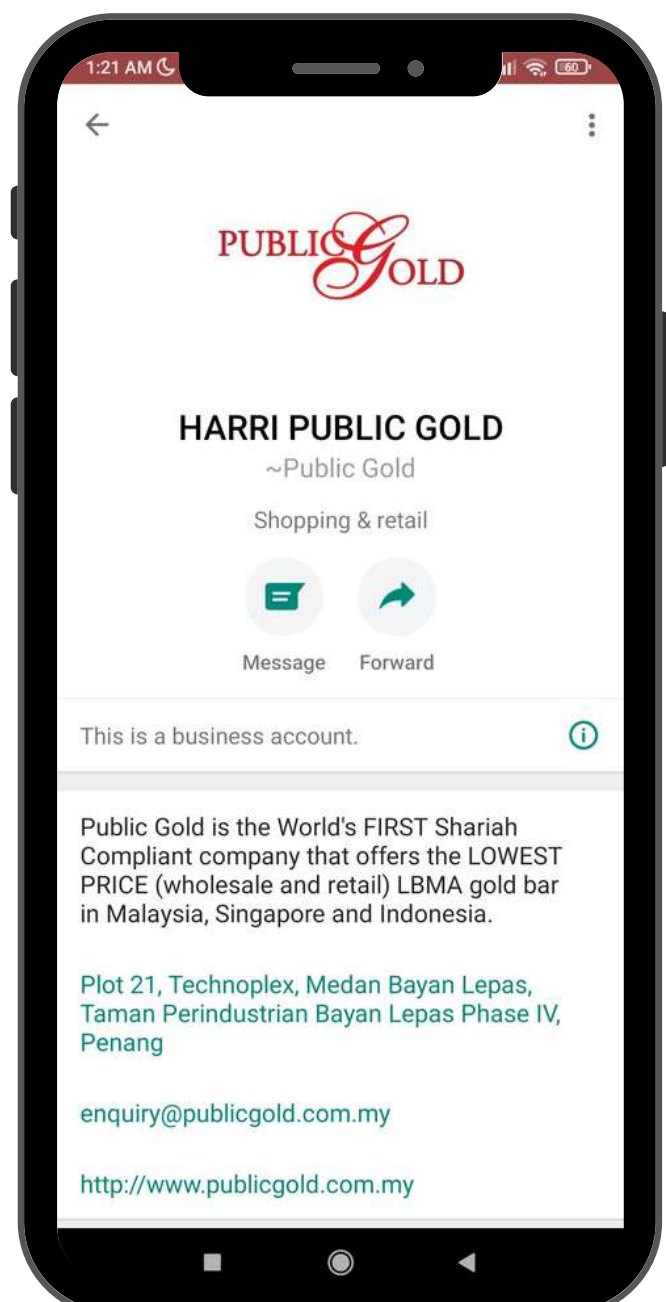 1:21 AM
60
PUBLIC GOLD
HARRI PUBLIC GOLD
~Public Gold
Shopping & retail
Message Forward
This is a business account.
Public Gold is the World's FIRST Shariah
Compliant company that offers the LOWEST
PRICE (wholesale and retail) LBMA gold bar
in Malaysia, Singapore and Indonesia.
Plot 21, Technoplex, Medan Bayan Lepas,
Taman Perindustrian Bayan Lepas Phase IV,
Penang
enquiry@publicgold.com.my
http://www.publicgold.com.my